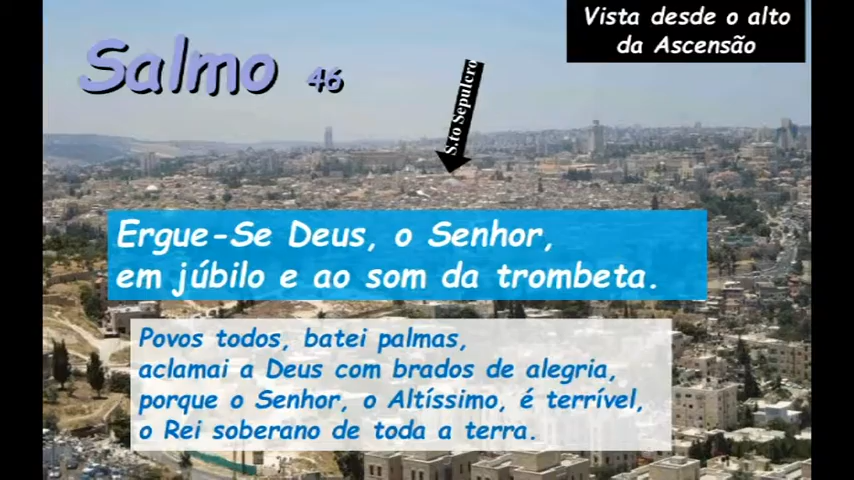 Vista desde o alto
da Ascensão
Salmo 46
S.to Sepulcro
Ergue-Se Deus, o Senhor,
em júbilo e ao som da trombeta.
Povos todos, batei palmas,
aclamai a Deus com brados de alegria,
porque o Senhor, o Altíssimo, é terrível,
o Rei soberano de toda a terra.